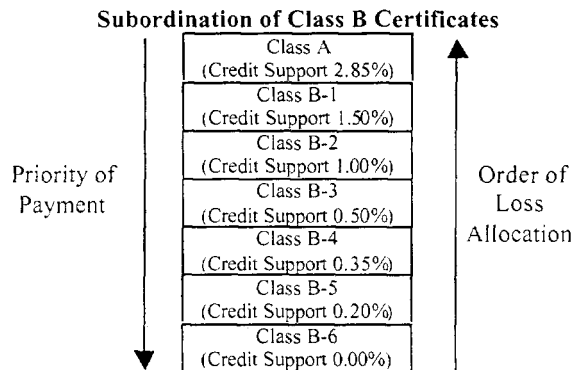 Subordination of Class B Certificates
Class A
(Credit Support 2.85%)
Class B-1
(Credit Support 1.50%)
Class B-2
(Credit Support 1.00%)
Class B-3
(Credit Support 0.50%)
Class B-4
(Credit Support 0.35%)
Class B-5
(Credit Support 0.20%)
Class B-6
(Credit Support 0.00%)
Priority of
Payment
Order of
Loss
Allocation